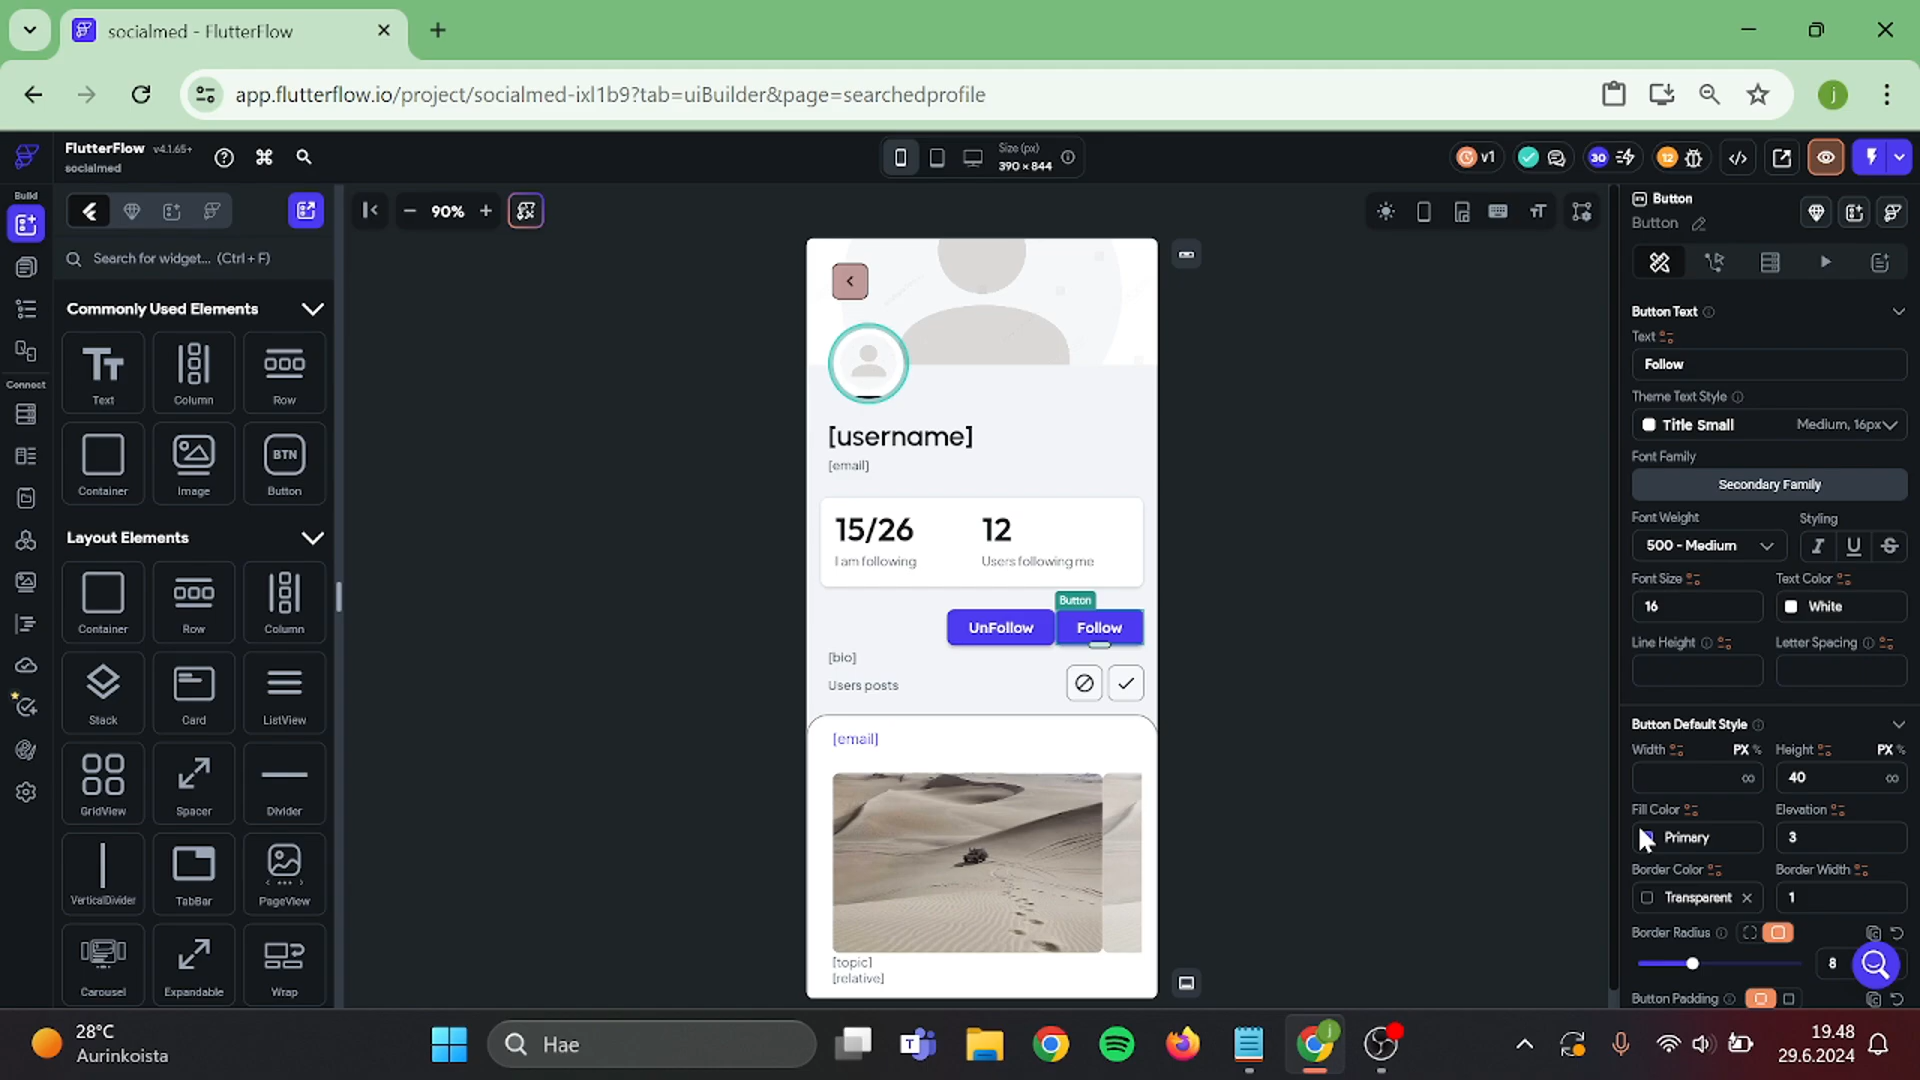 socialmed - FlutterFlow
app.flutterflow.io/project/socialmed-ixl1b9?tab=uiBuilder&page=searchedprofile
j
FlutterFlow v4.1.65+
socialmed
Size (px)
390 × 844
v1
30
12
Build
Connect
90%
Search for widget... (Ctrl + F)
Commonly Used Elements
Text
Column
Row
Container
Image
BTN
Button
Layout Elements
Container
Row
Column
Stack
Card
ListView
GridView
Spacer
Divider
VerticalDivider
TabBar
PageView
Carousel
Expandable
Wrap
[username]
[email]
15/26
I am following
12
Users following me
Button
UnFollow
Follow
[bio]
Users posts
[email]
[topic]
[relative]
Button
Button
Button Text
Text
Follow
Theme Text Style
Title Small
Medium, 16px
Font Family
Secondary Family
Font Weight
Styling
500 - Medium
Font Size
Text Color
16
White
Line Height
Letter Spacing
Button Default Style
Width PX %
Height PX %
40
Fill Color
Elevation
Primary
3
Border Color
Border Width
Transparent
1
Border Radius
8
Button Padding
28°C
Aurinkoista
Hae
j
19.48
29.6.2024